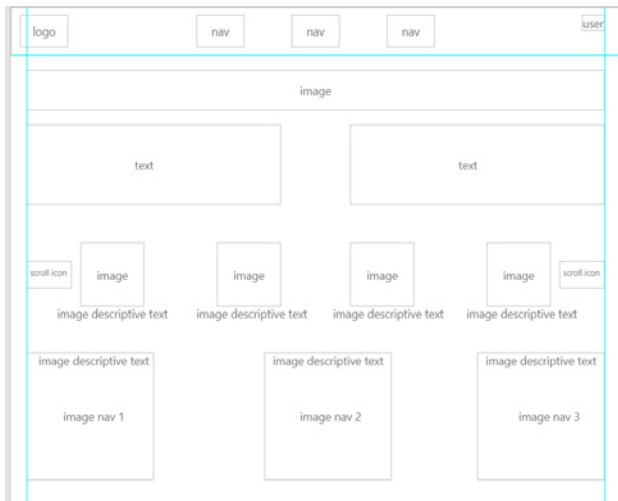 logo nav nav nav user
image
text text
scroll icon image image image image scroll icon
image descriptive text image descriptive text image descriptive text image descriptive text
image descriptive text image descriptive text image descriptive text
image nav 1 image nav 2 image nav 3